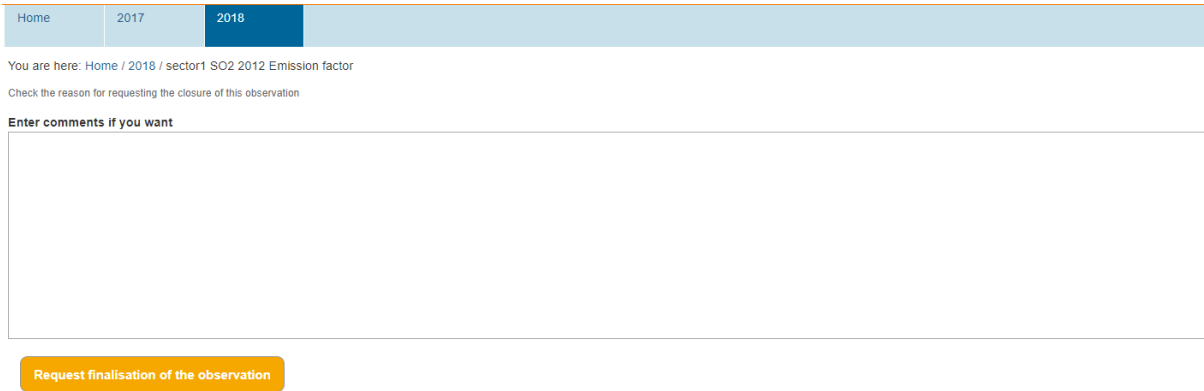 Home 2017 2018
You are here: Home / 2018 / sector1 SO2 2012 Emission factor
Check the reason for requesting the closure of this observation
Enter comments if you want
Request finalisation of the observation